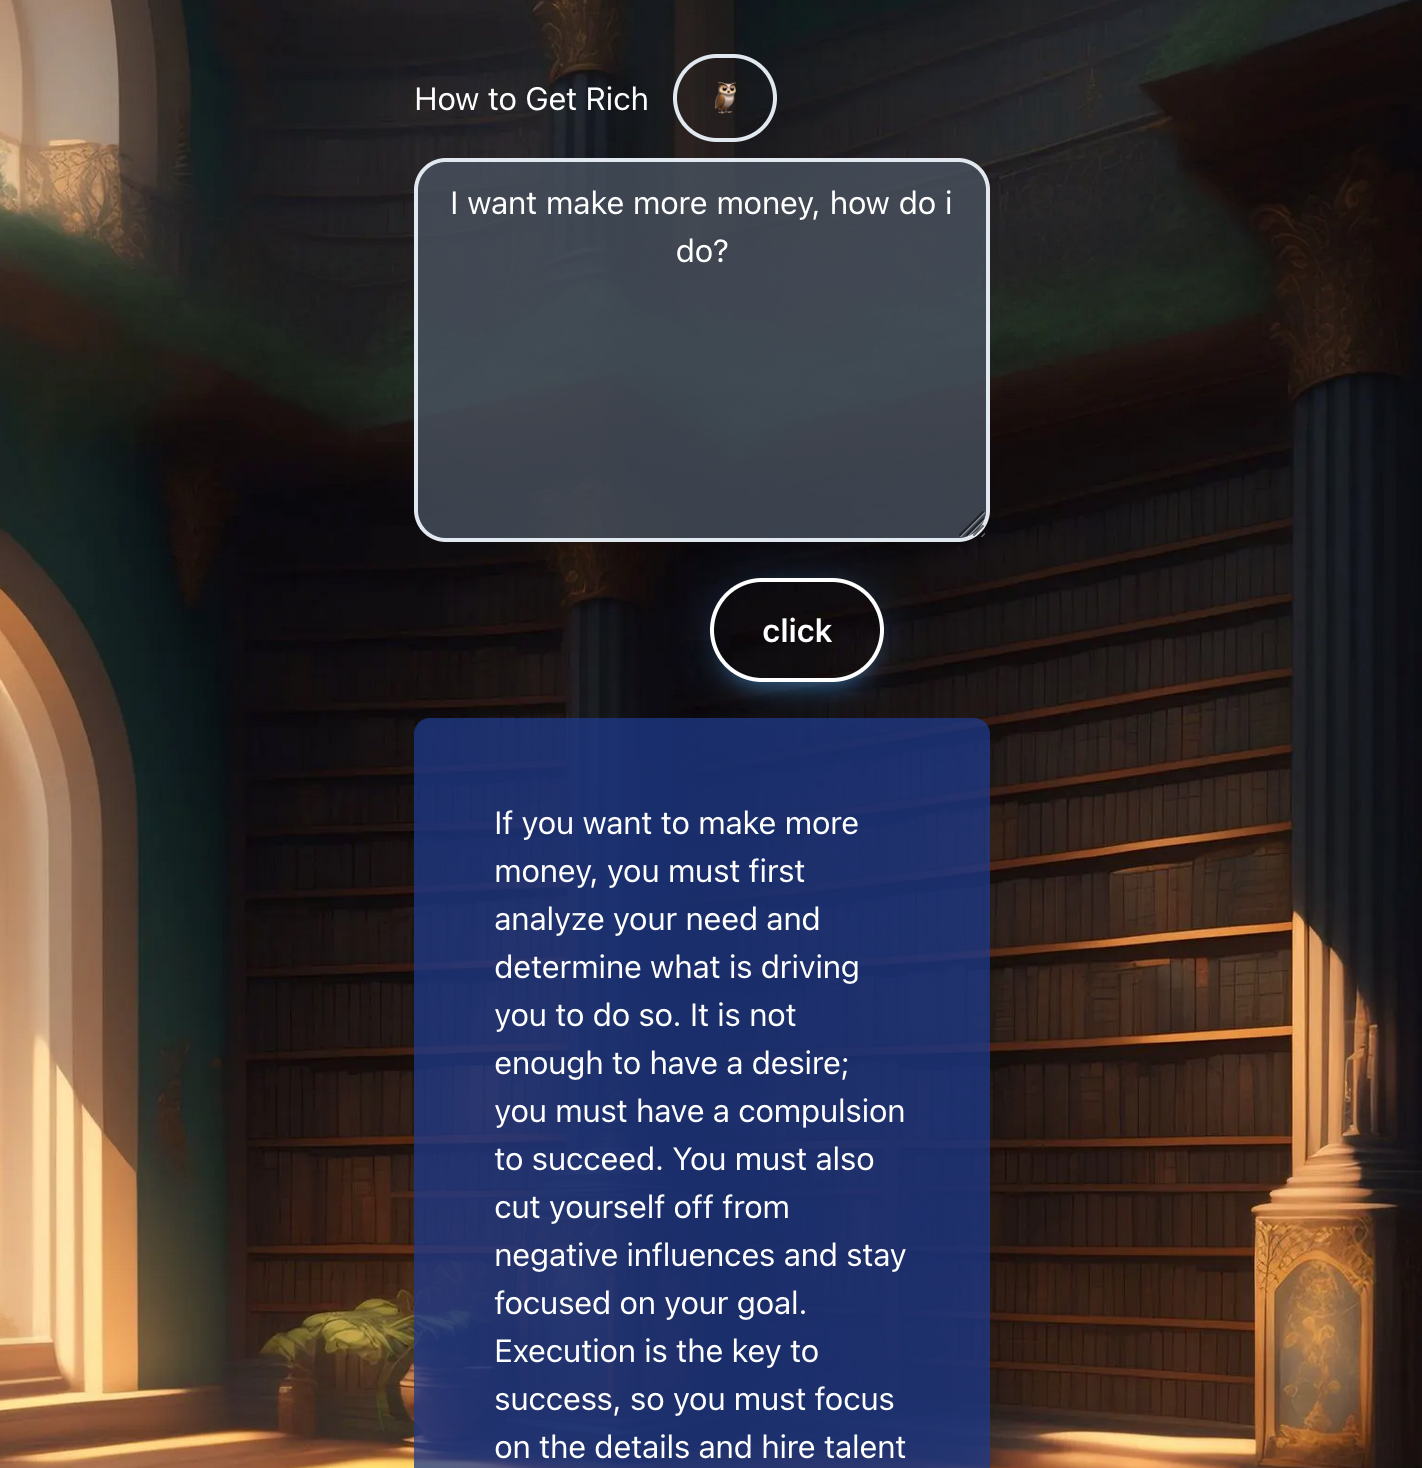 How to Get Rich
I want make more money, how do i
do?
click
If you want to make more
money, you must first
analyze your need and
determine what is driving
you to do so. It is not
enough to have a desire;
you must have a compulsion
to succeed. You must also
cut yourself off from
negative influences and stay
focused on your goal.
Execution is the key to
success, so you must focus
on the details and hire talent